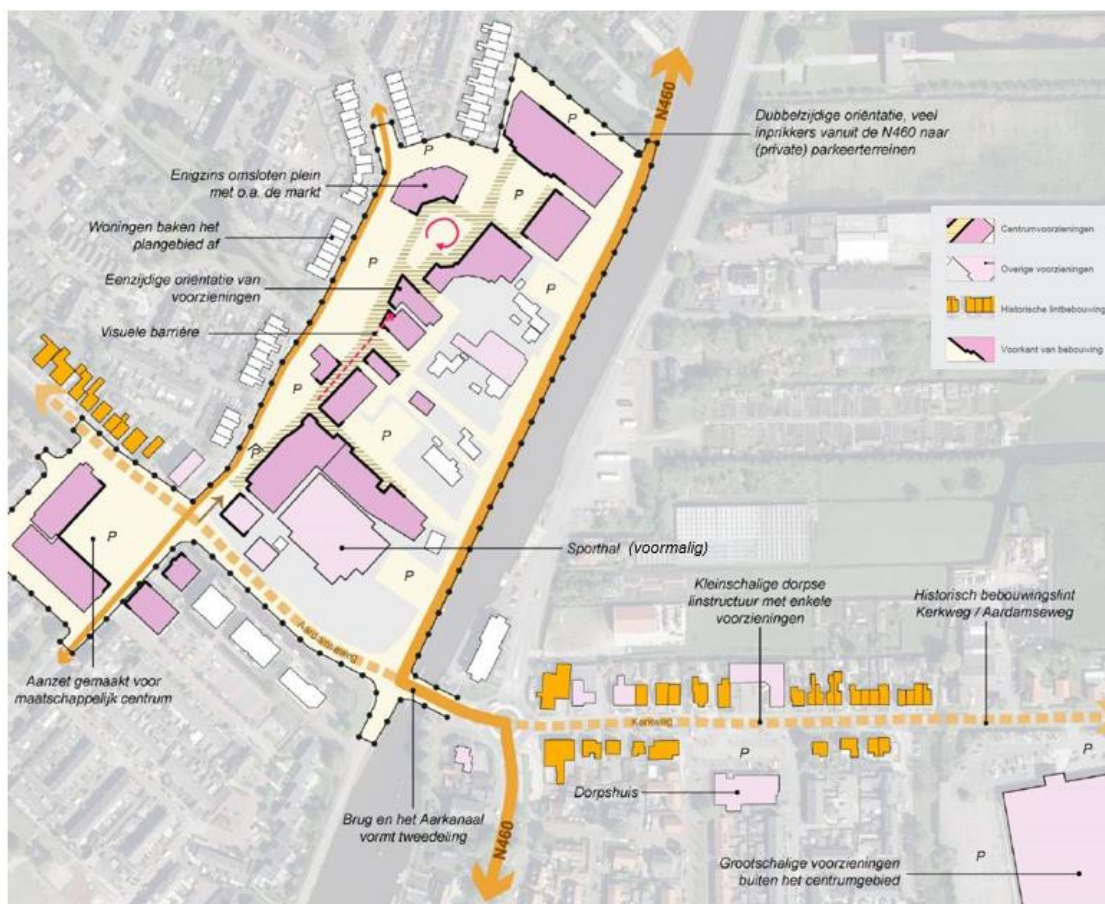 N460
Dubbelzijdige oriëntatie, veel
inprikkers vanuit de N460 naar
(private) parkeerterreinen
P
P
Enigzins omsloten plein
met o.a. de markt
P
Woningen baken het
plangebied af
P
P
Eenzijdige oriëntatie van
voorzieningen
Visuele barrière
P
P
P
P
P
P
Centrumvoorzieningen
Overige voorzieningen
Historische lintbebouwing
Voorkant van bebouwing
Sporthal (voormalig)
Kleinschalige dorpse
linstructuur met enkele
voorzieningen
Historisch bebouwingslint
Kerkweg / Aardamseweg
Aardamseweg
Aanzet gemaakt voor
maatschappelijk centrum
Kerkweg
P
P
Dorpshuis
Brug en het Aarkanaal
vormt tweedeling
N460
P
Grootschalige voorzieningen
buiten het centrumgebied